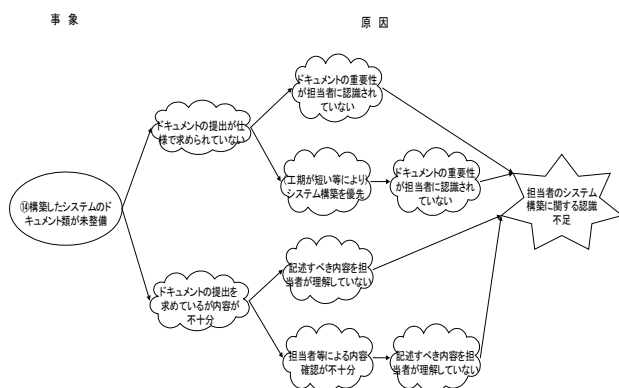 事 象
原 因
ドキュメントの重要性
が担当者に認識され
ていない
ドキュメントの提出が仕
様で求められていない
工期が短い等により、
システム構築を優先
ドキュメントの重要性
が担当者に認識され
ていない
⑭構築したシステムのド
キュメント類が未整備
担当者のシステム
構築に関する認識
不足
記述すべき内容を担
当者が理解していない
ドキュメントの提出を
求めているが内容が
不十分
担当者等による内容
確認が不十分
記述すべき内容を担
当者が理解していない